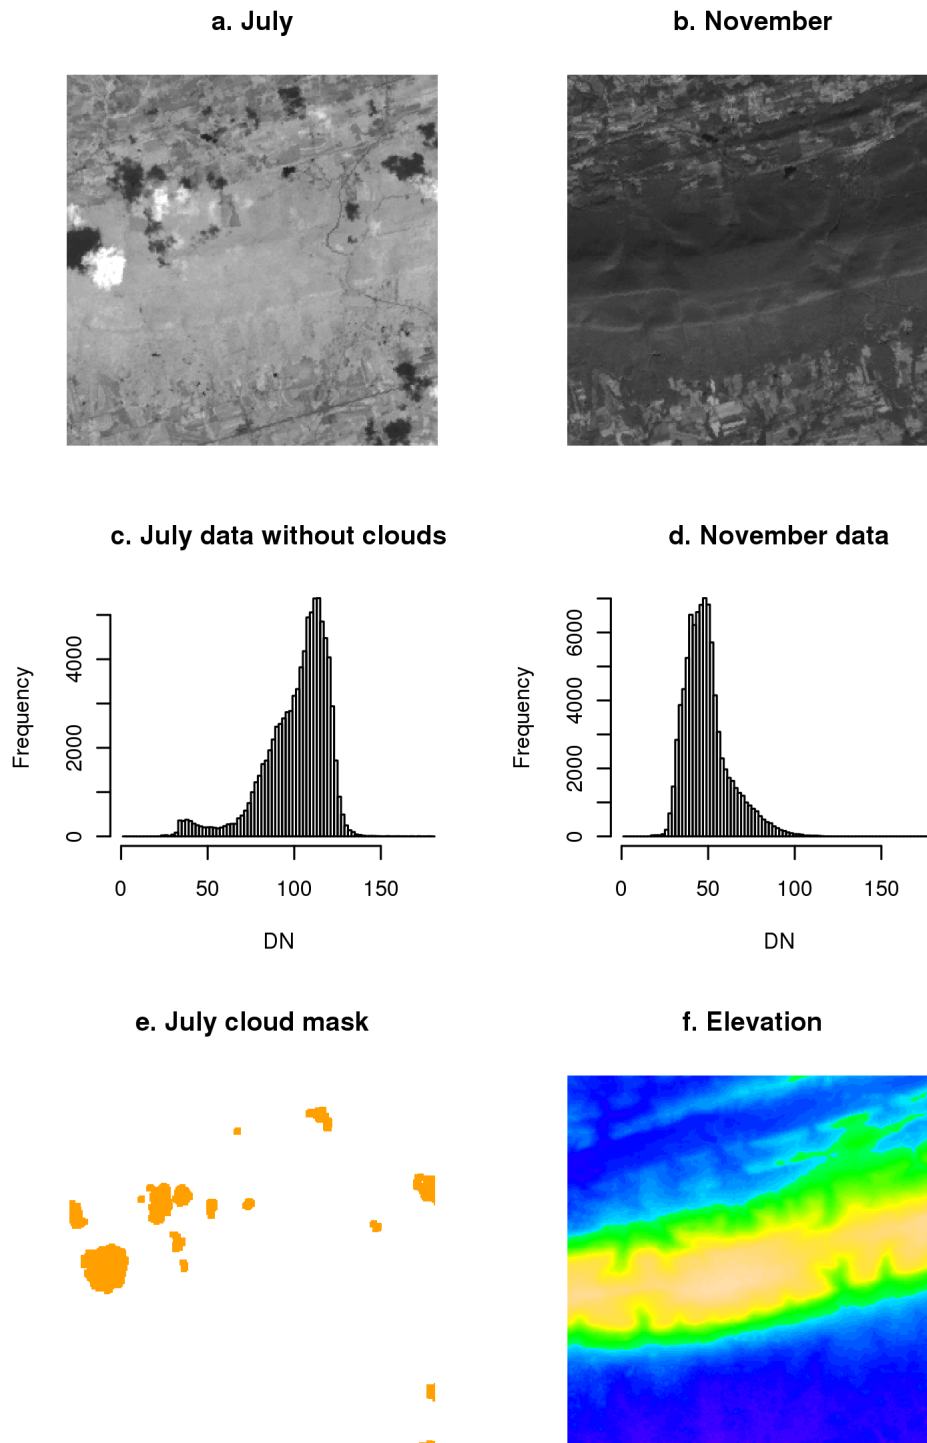 a. July
b. November
c. July data without clouds
d. November data
Frequency
0 2000 4000
0 50 100 150
DN
Frequency
0 2000 4000 6000
0 50 100 150
DN
e. July cloud mask
f. Elevation